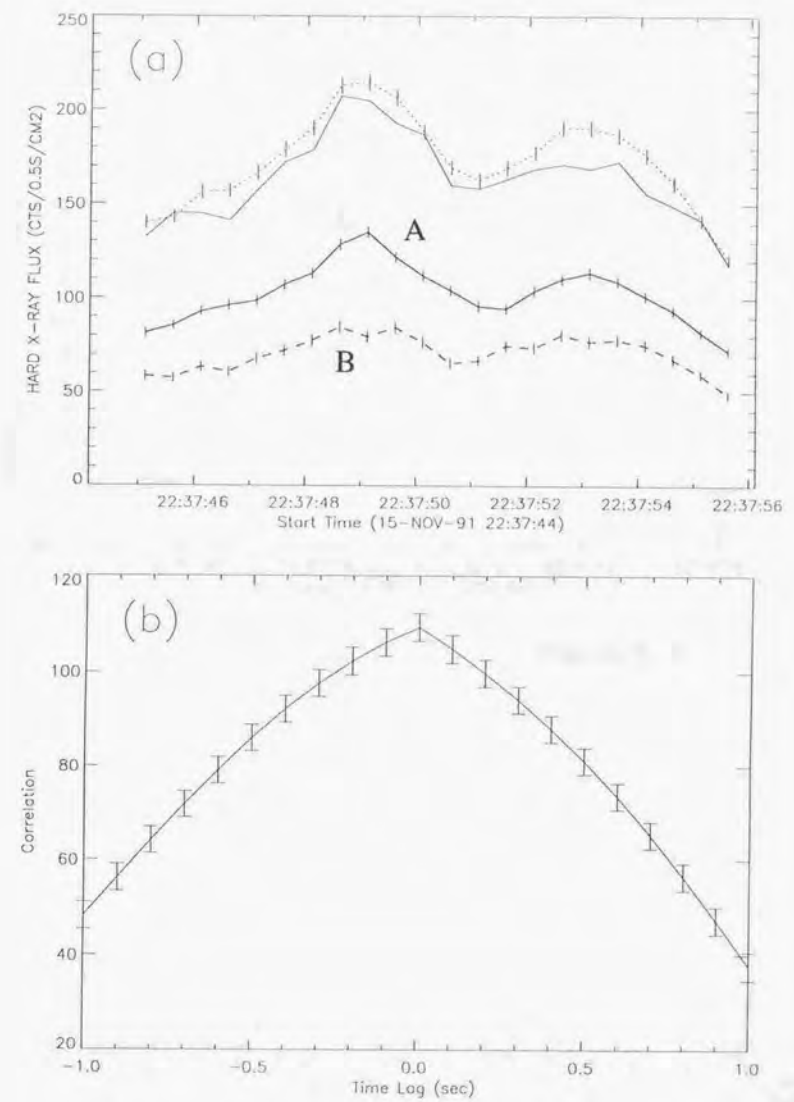 250
(a)
200
150
100
50
0
HARD X-RAY FLUX (CTS/0.5S/CM2)
A
B
22:37:46 22:37:48 22:37:50 22:37:52 22:37:54 22:37:56
Start Time (15-NOV-91 22:37:44)
120
(b)
100
80
60
40
20
Correlation
-1.0 -0.5 0.0 0.5 1.0
Time Lag (sec)